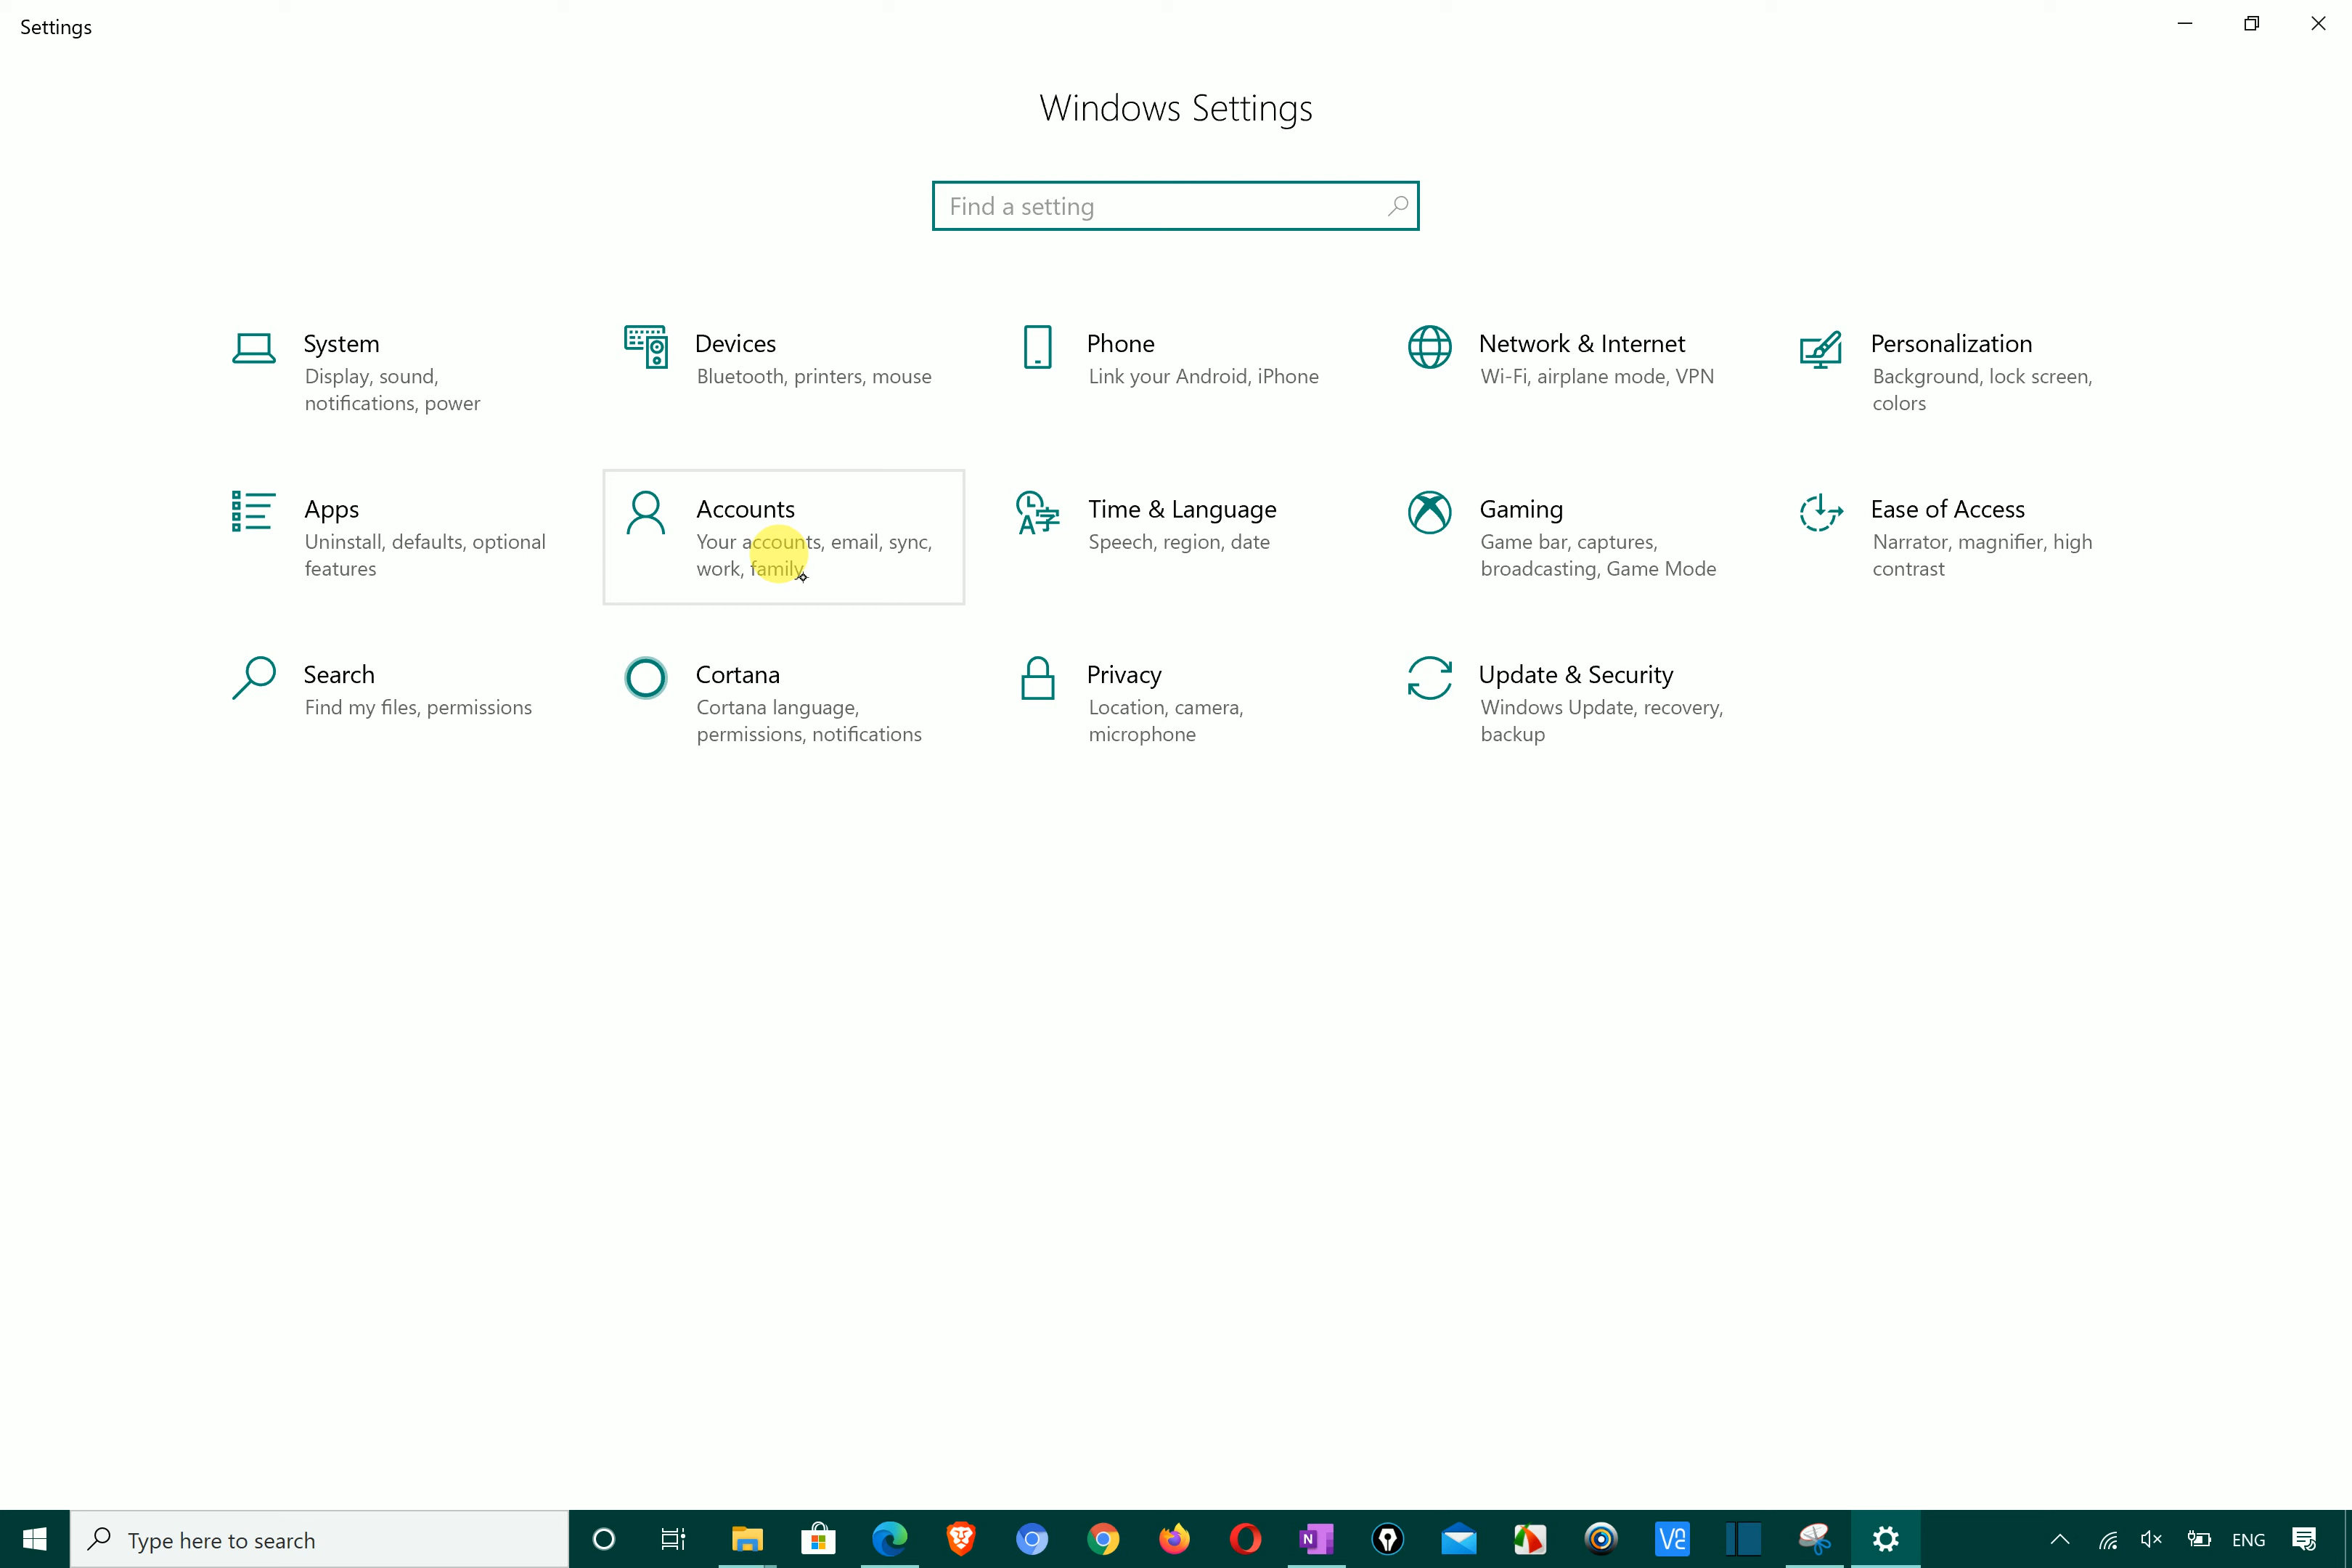 Settings
Windows Settings
Find a setting
System
Display, sound,
notifications, power
Devices
Bluetooth, printers, mouse
Phone
Link your Android, iPhone
Network & Internet
Wi-Fi, airplane mode, VPN
Personalization
Background, lock screen,
colors
Apps
Uninstall, defaults, optional
features
Accounts
Your accounts, email, sync,
work, family
Time & Language
Speech, region, date
Gaming
Game bar, captures,
broadcasting, Game Mode
Ease of Access
Narrator, magnifier, high
contrast
Search
Find my files, permissions
Cortana
Cortana language,
permissions, notifications
Privacy
Location, camera,
microphone
Update & Security
Windows Update, recovery,
backup
Type here to search
N
ENG